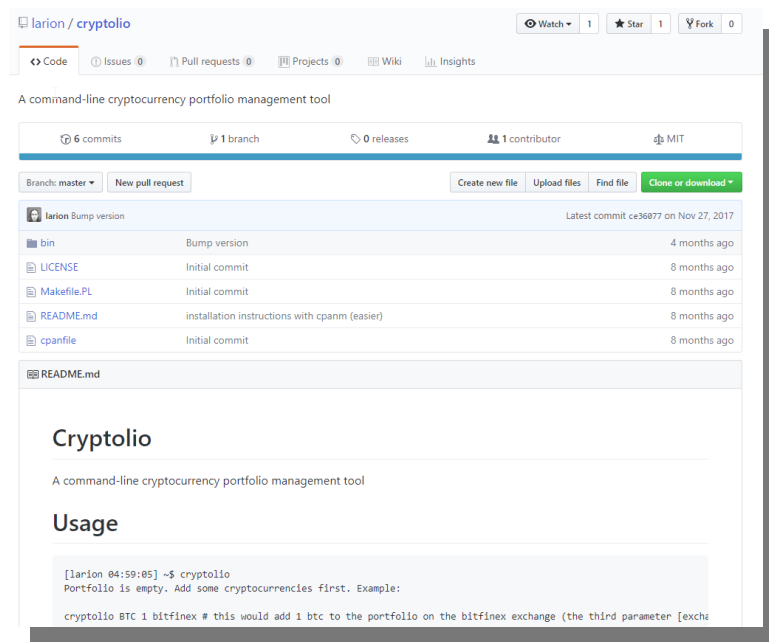 larion / cryptolio
Watch 1 Star 1 Fork 0
Code Issues 0 Pull requests 0 Projects 0 Wiki Insights
A command-line cryptocurrency portfolio management tool
6 commits 1 branch 0 releases 1 contributor MIT
Branch: master New pull request Create new file Upload files Find file Clone or download
larion Bump version Latest commit ce36077 on Nov 27, 2017
bin Bump version 4 months ago
LICENSE Initial commit 8 months ago
Makefile.PL Initial commit 8 months ago
README.md installation instructions with cpanm (easier) 8 months ago
cpanfile Initial commit 8 months ago
README.md
Cryptolio
A command-line cryptocurrency portfolio management tool
Usage
[larion 04:59:05] ~$ cryptolio
Portfolio is empty. Add some cryptocurrencies first. Example:
cryptolio BTC 1 bitfinex # this would add 1 btc to the portfolio on the bitfinex exchange (the third parameter [excha